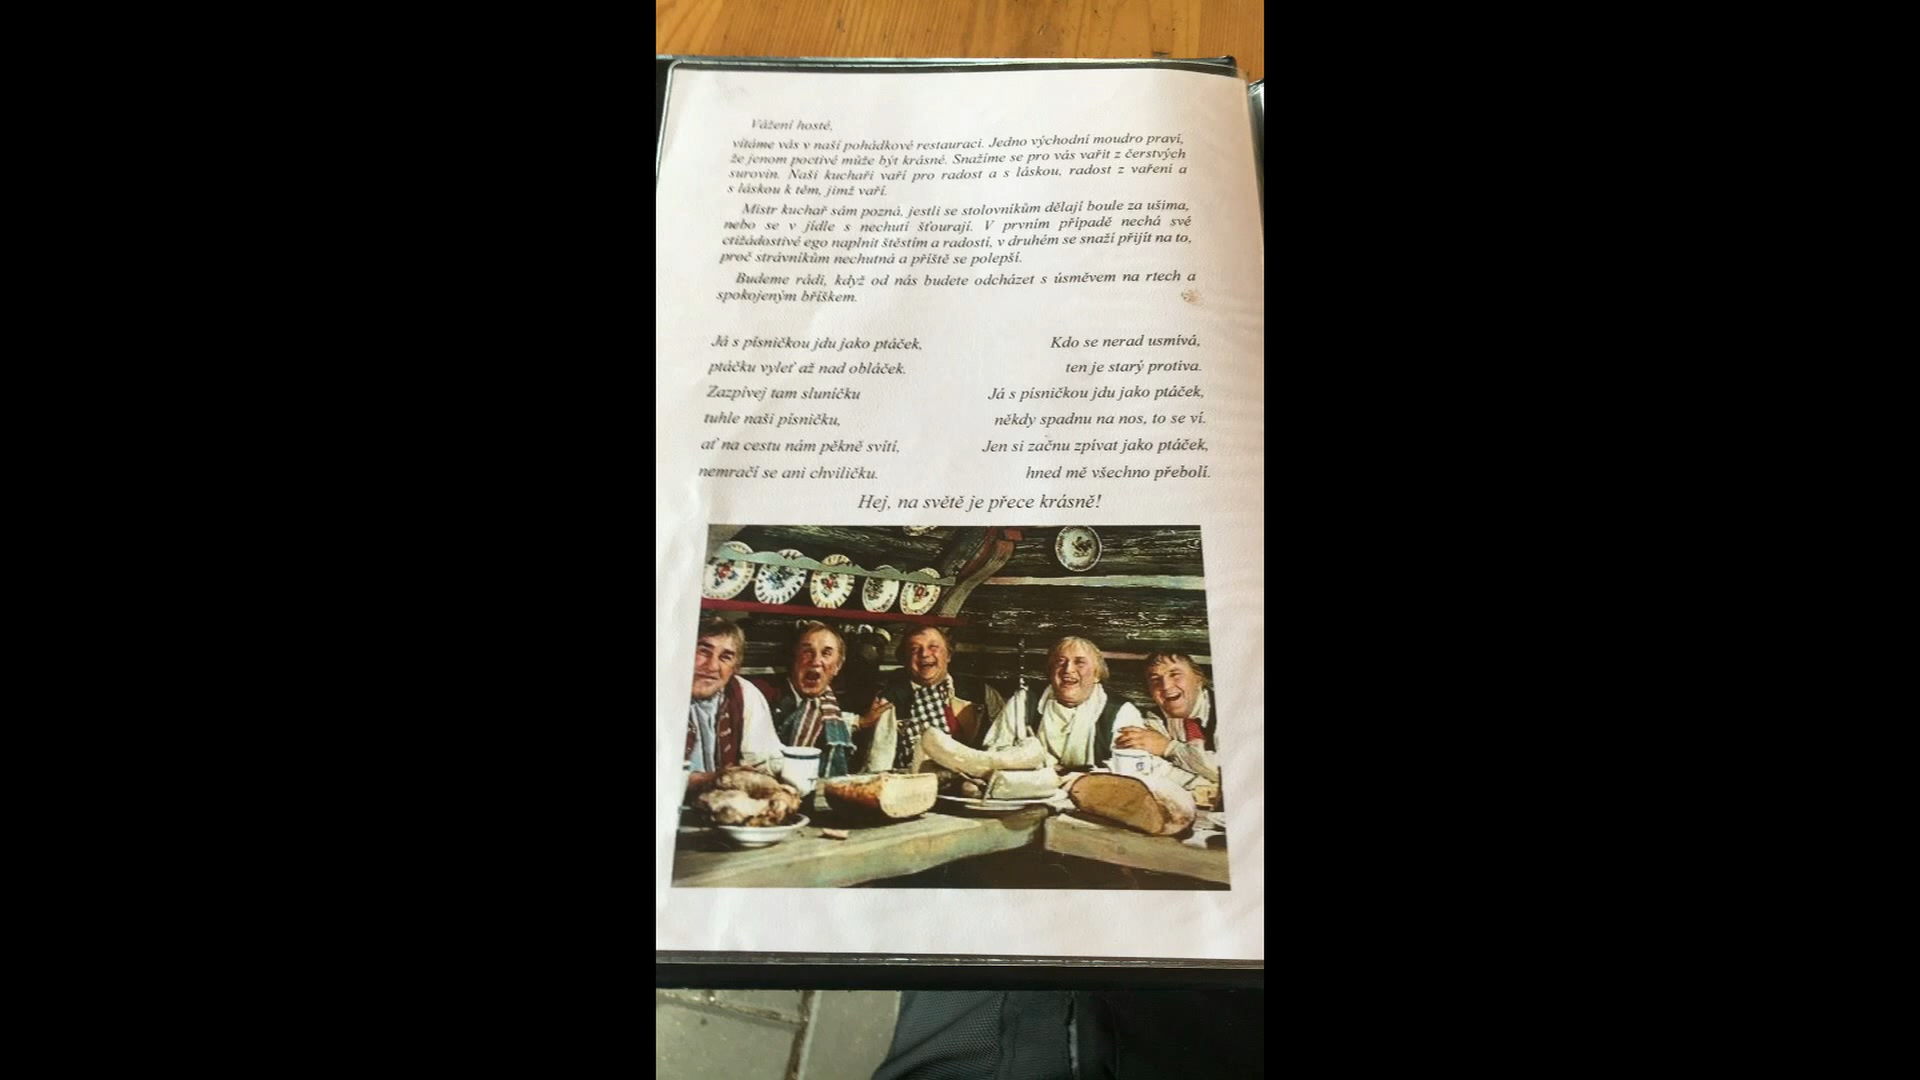 Vážení hosté,
vítáme vás v naší pohádkové restauraci. Jedno východní moudro praví,
že jenom poctivé může být krásné. Snažíme se pro vás vařit z čerstvých
surovin. Naši kuchaři vaří pro radost a s láskou, radost z vaření a
s láskou k těm, jimž vaří.
Mistr kuchař sám pozná, jestli se stolovníkům dělají boule za ušima,
nebo se v jídle s nechutí šťourají. V prvním případě nechá své
ctižádostivé ego naplnit štěstím a radostí, v druhém se snaží přijít na to,
proč strávníkům nechutná a příště se polepší.
Budeme rádi, když od nás budete odcházet s úsměvem na rtech a
spokojeným bříškem.
Já s písničkou jdu jako ptáček,
ptáčku vyleť až nad obláček.
Zazpívej tam sluníčku
tuhle naši písničku,
ať na cestu nám pěkně svítí,
nemračí se ani chviličku.
Kdo se nerad usmívá,
ten je starý protiva.
Já s písničkou jdu jako ptáček,
někdy spadnu na nos, to se ví.
Jen si začnu zpívat jako ptáček,
hned mě všechno přebolí.
Hej, na světě je přece krásně!